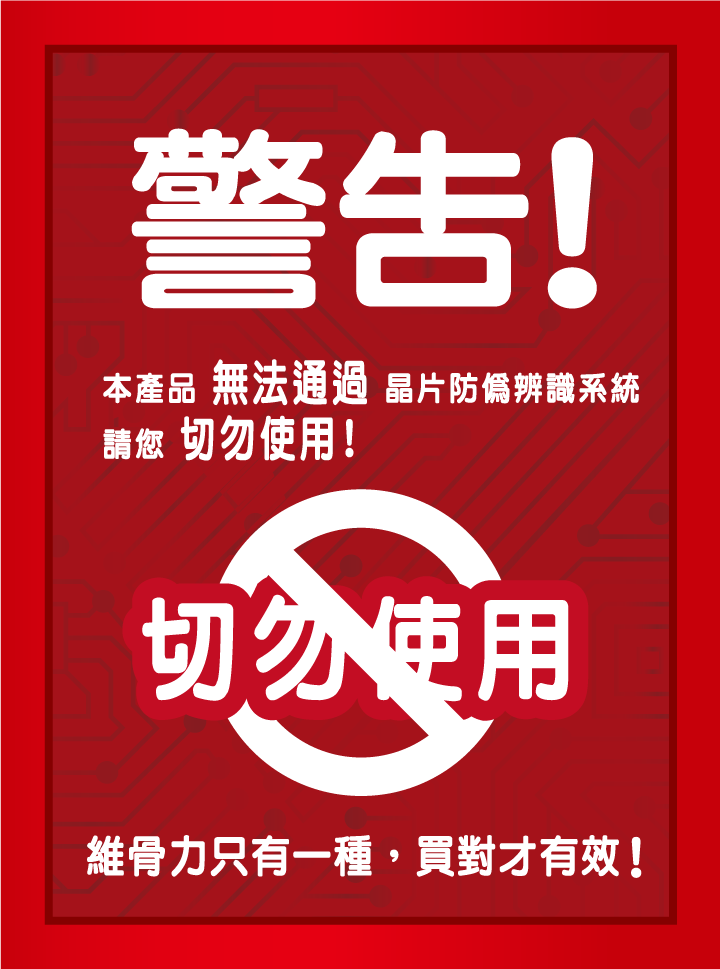 警告!
本產品 無法通過 晶片防偽辨識系統
請您 切勿使用!
切勿使用
維骨力只有一種，買對才有效!